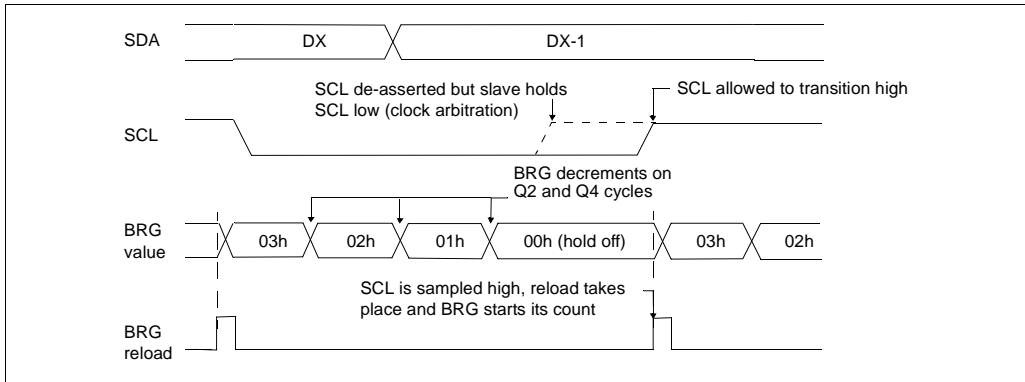 SDA
DX
DX-1
SCL de-asserted but slave holds
SCL low (clock arbitration)
SCL allowed to transition high
SCL
BRG decrements on
Q2 and Q4 cycles
BRG
value
03h
02h
01h
00h (hold off)
03h
02h
SCL is sampled high, reload takes
place and BRG starts its count
BRG
reload